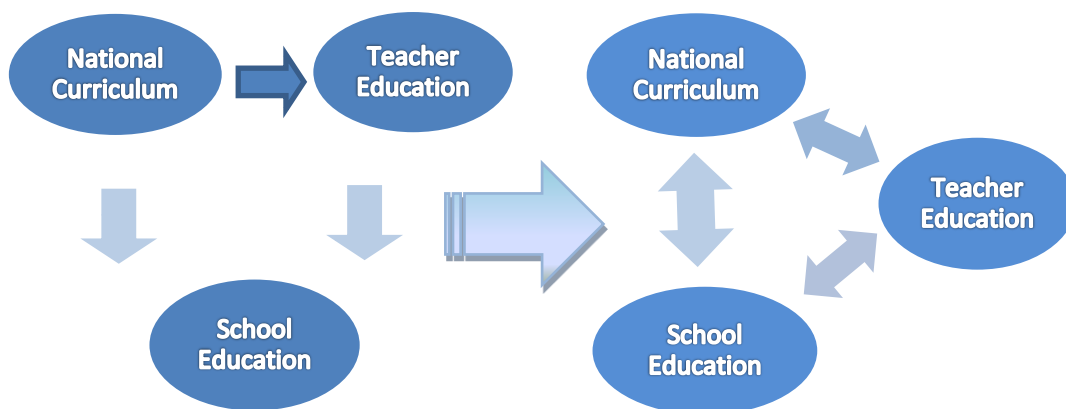 National
Curriculum
Teacher
Education
School
Education
National
Curriculum
Teacher
Education
School
Education